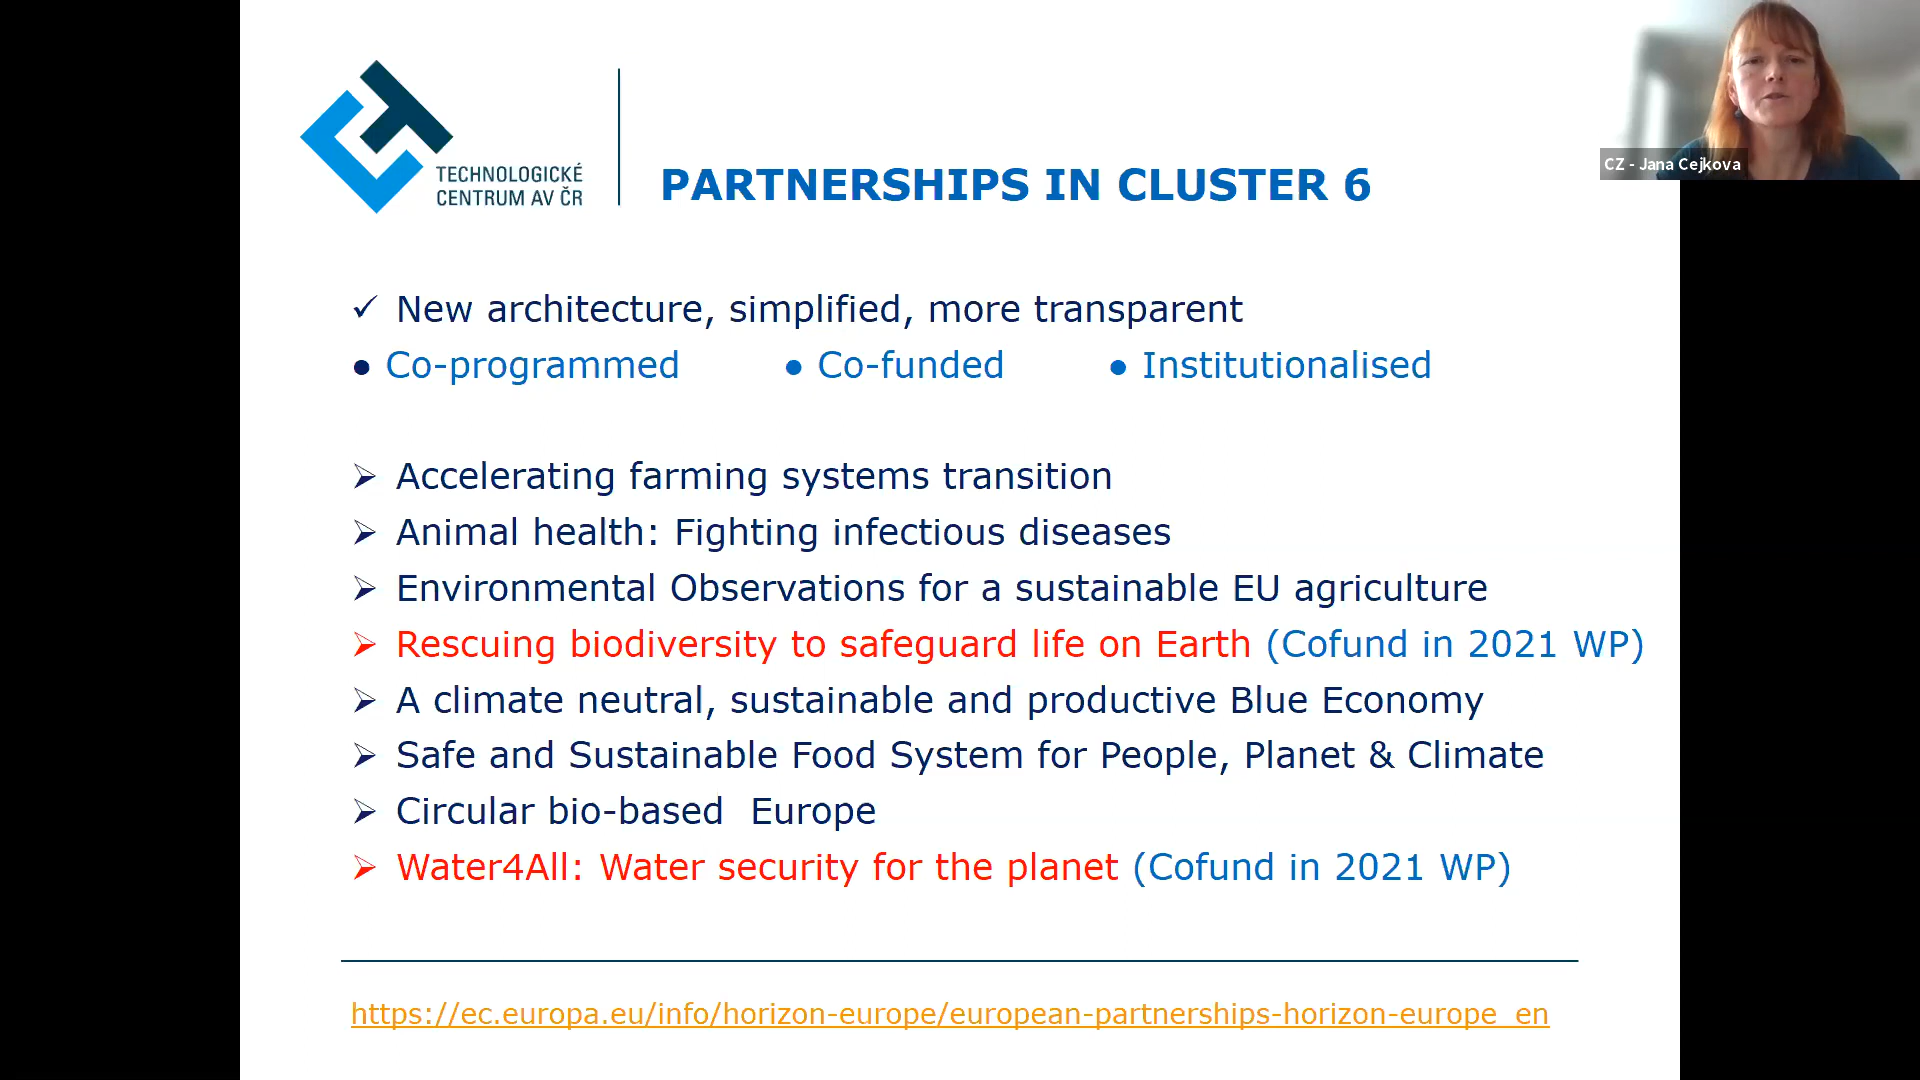 TECHNOLOGICKÉ
CENTRUM AV ČR
PARTNERSHIPS IN CLUSTER 6
CZ - Jana Cejkova
✓ New architecture, simplified, more transparent
● Co-programmed ● Co-funded ● Institutionalised
➢ Accelerating farming systems transition
➢ Animal health: Fighting infectious diseases
➢ Environmental Observations for a sustainable EU agriculture
➢ Rescuing biodiversity to safeguard life on Earth (Cofund in 2021 WP)
➢ A climate neutral, sustainable and productive Blue Economy
➢ Safe and Sustainable Food System for People, Planet & Climate
➢ Circular bio-based  Europe
➢ Water4All: Water security for the planet (Cofund in 2021 WP)
https://ec.europa.eu/info/horizon-europe/european-partnerships-horizon-europe_en